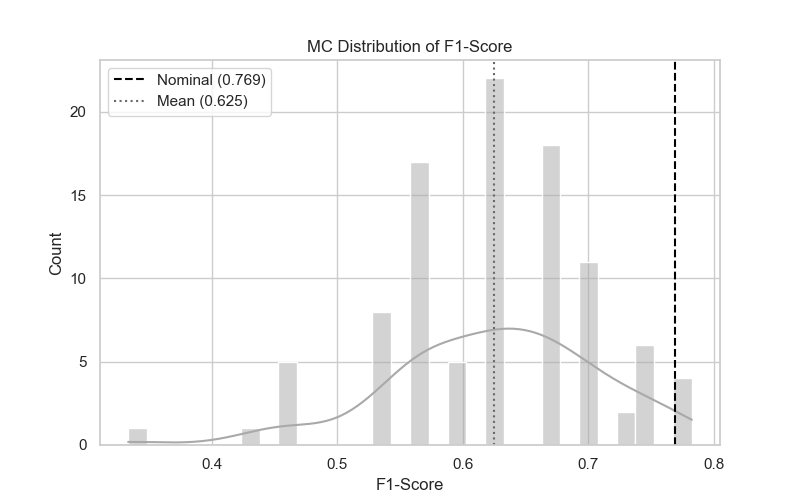 MC Distribution of F1-Score
Nominal (0.769)
Mean (0.625)
Count
20
15
10
5
0
0.4 0.5 0.6 0.7 0.8
F1-Score